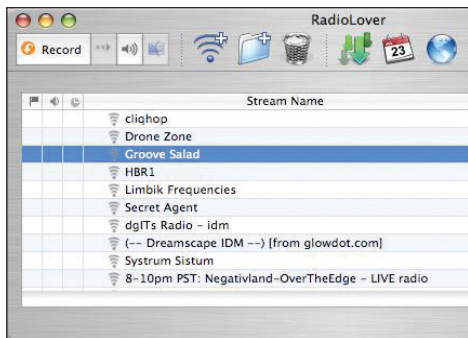 RadioLover
Record
23
Stream Name
cliqhop
Drone Zone
Groove Salad
HBR1
Limbik Frequencies
Secret Agent
dgITs Radio - idm
(-- Dreamscape IDM --) [from glowdot.com]
Systrum Sistum
8-10pm PST: Negativland-OverTheEdge - LIVE radio